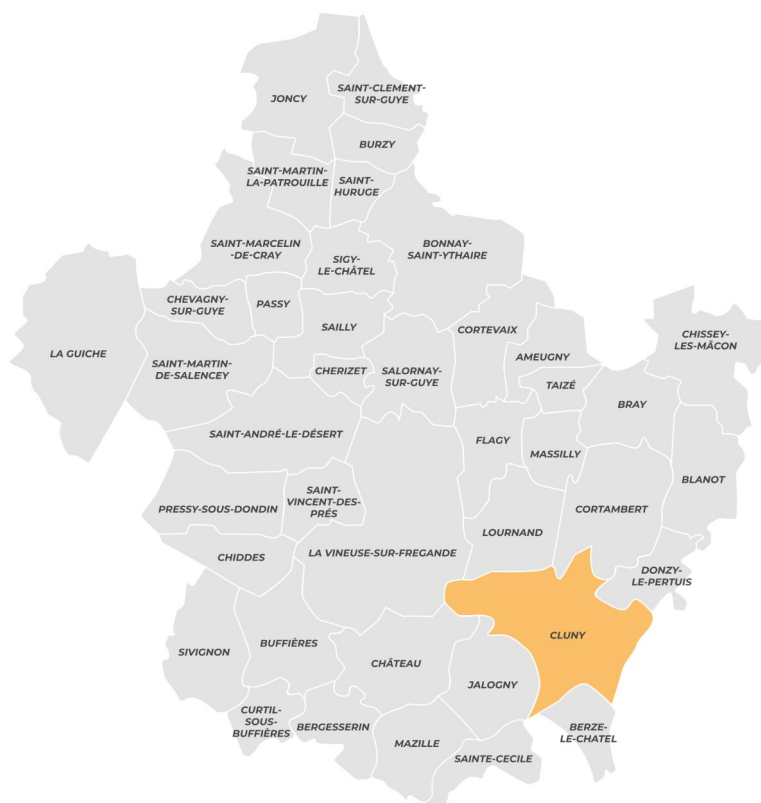 SAINT-CLEMENT-
SUR-GUYE
JONCY
BURZY
SAINT-MARTIN-
LA-PATROUILLE
SAINT-
HURUGE
SAINT-MARCELIN
-DE-CRAY
BONNAY-
SAINT-YTHAIRE
SIGY-
LE-CHÂTEL
CHEVAGNY-
SUR-GUYE
PASSY
SAILLY
CORTEVAIX
CHISSEY-
LES-MÂCON
LA GUICHE
AMEUGNY
SAINT-MARTIN-
DE-SALENCEY
CHERIZET
SALORNAY-
SUR-GUYE
TAIZÉ
BRAY
SAINT-ANDRÉ-LE-DÉSERT
FLAGY
MASSILLY
BLANOT
SAINT-
VINCENT-DES-
PRÉS
PRESSY-SOUS-DONDIN
CORTAMBERT
LOURNAND
CHIDDES
LA VINEUSE-SUR-FREGANDE
DONZY-
LE-PERTUIS
CLUNY
BUFFIÈRES
SIVIGNON
CHÂTEAU
JALOGNY
CURTIL-
SOUS-
BUFFIÈRES
BERGESSERIN
BERZE-
LE-CHATEL
MAZILLE
SAINTE-CECILE